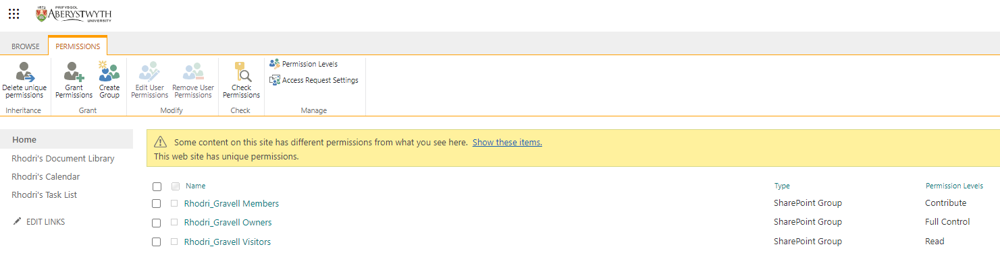 PRIFYSGOL
1872
ABERYSTWYTH
UNIVERSITY
BROWSE
PERMISSIONS
Delete unique
permissions
Inheritance
Grant
Permissions
Create
Group
Grant
Edit User
Permissions
Remove User
Permissions
Modify
Check
Permissions
Check
Permission Levels
Access Request Settings
Manage
Home
Rhodri's Document Library
Rhodri's Calendar
Rhodri's Task List
EDIT LINKS
Some content on this site has different permissions from what you see here. Show these items.
This web site has unique permissions.
Name Type Permission Levels
Rhodri_Gravell Members SharePoint Group Contribute
Rhodri_Gravell Owners SharePoint Group Full Control
Rhodri_Gravell Visitors SharePoint Group Read